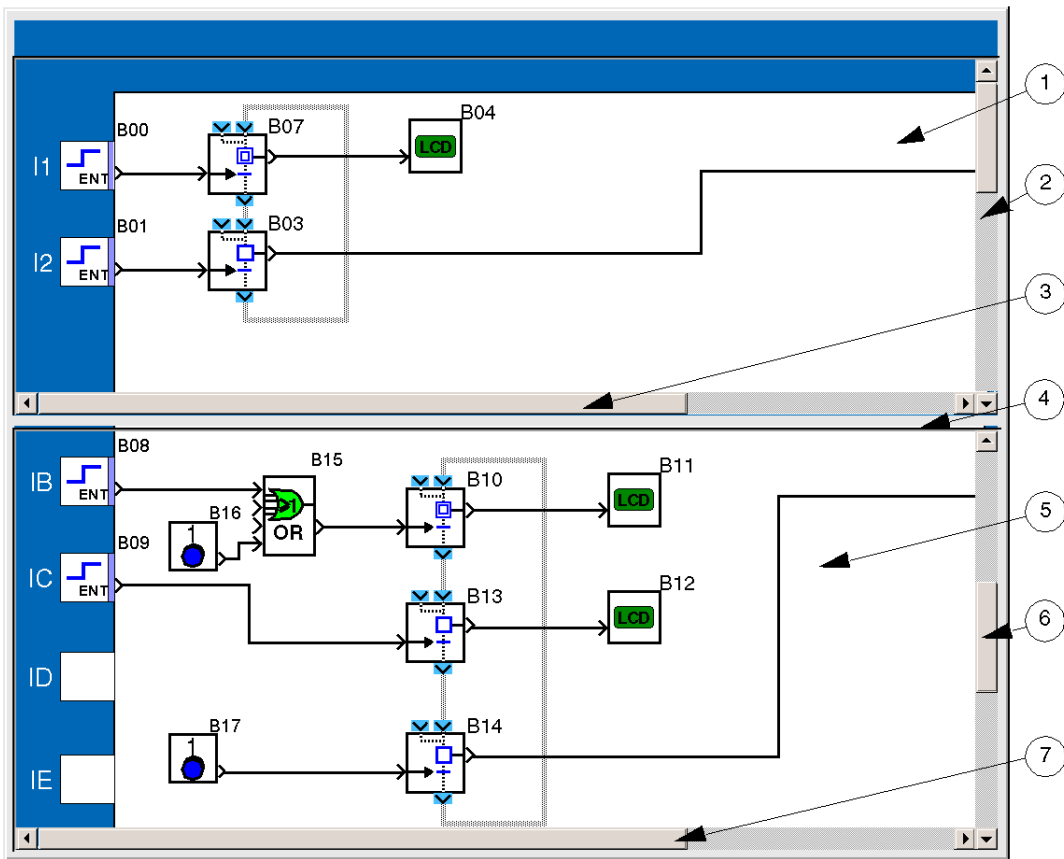 1
B04
B00
B07
LCD
I1
ENT
2
B01
B03
I2
ENT
3
4
B08
B15
B10
B11
IB
ENT
1
LCD
B16
5
1
OR
B09
IC
ENT
B13
B12
LCD
6
ID
B17
B14
1
7
IE